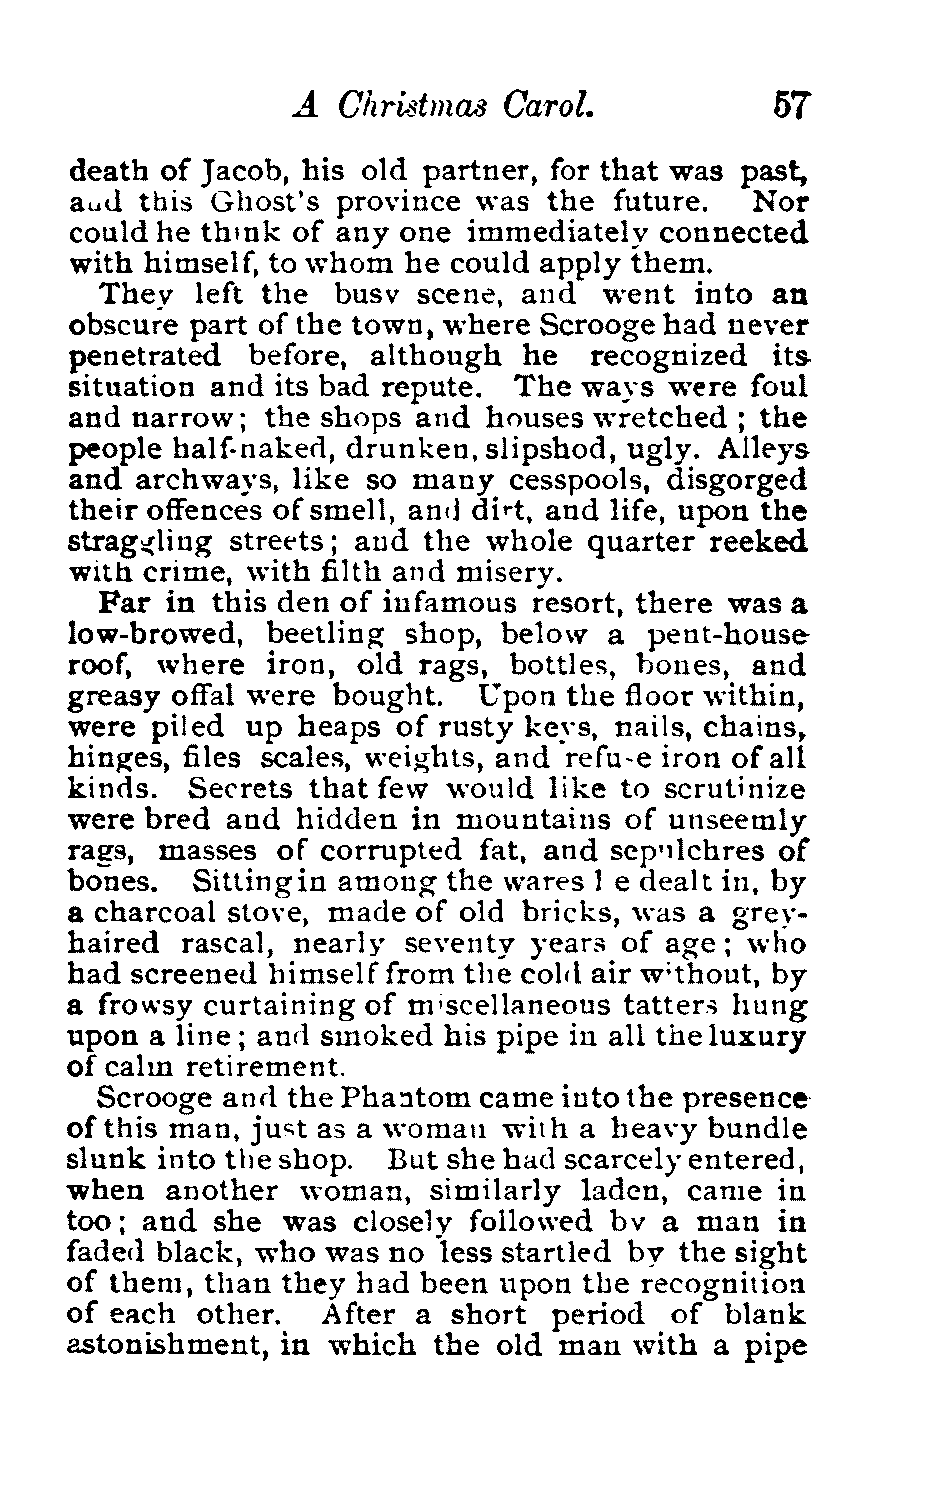 A Christmas Carol. 57
death of Jacob, his old partner, for that was past,
and this Ghost's province was the future. Nor
could he think of any one immediately connected
with himself, to whom he could apply them.
They left the busy scene, and went into an
obscure part of the town, where Scrooge had never
penetrated before, although he recognized its
situation and its bad repute. The ways were foul
and narrow; the shops and houses wretched; the
people half-naked, drunken, slipshod, ugly. Alleys
and archways, like so many cesspools, disgorged
their offences of smell, and dirt, and life, upon the
straggling streets; and the whole quarter reeked
with crime, with filth and misery.
Far in this den of infamous resort, there was a
low-browed, beetling shop, below a pent-house
roof, where iron, old rags, bottles, bones, and
greasy offal were bought. Upon the floor within,
were piled up heaps of rusty keys, nails, chains,
hinges, files scales, weights, and refuse iron of all
kinds. Secrets that few would like to scrutinize
were bred and hidden in mountains of unseemly
rags, masses of corrupted fat, and sepulchres of
bones. Sitting in among the wares he dealt in, by
a charcoal stove, made of old bricks, was a grey-
haired rascal, nearly seventy years of age; who
had screened himself from the cold air without, by
a frowsy curtaining of miscellaneous tatters hung
upon a line; and smoked his pipe in all the luxury
of calm retirement.
Scrooge and the Phantom came into the presence
of this man, just as a woman with a heavy bundle
slunk into the shop. But she had scarcely entered,
when another woman, similarly laden, came in
too; and she was closely followed by a man in
faded black, who was no less startled by the sight
of them, than they had been upon the recognition
of each other. After a short period of blank
astonishment, in which the old man with a pipe